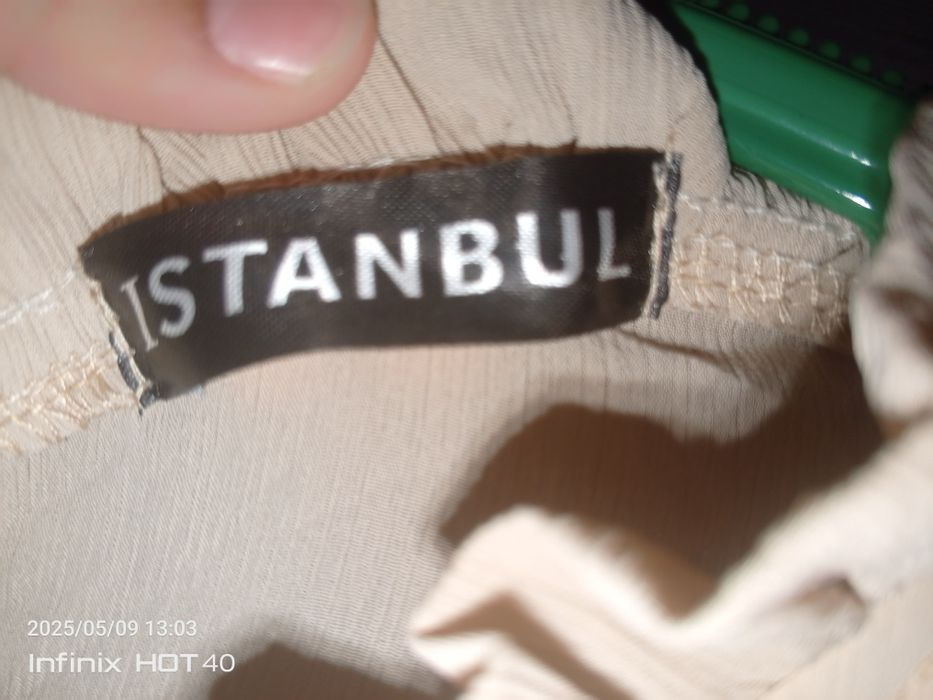 ISTANBUL
2025/05/09 13:03
Infinix HOT 40